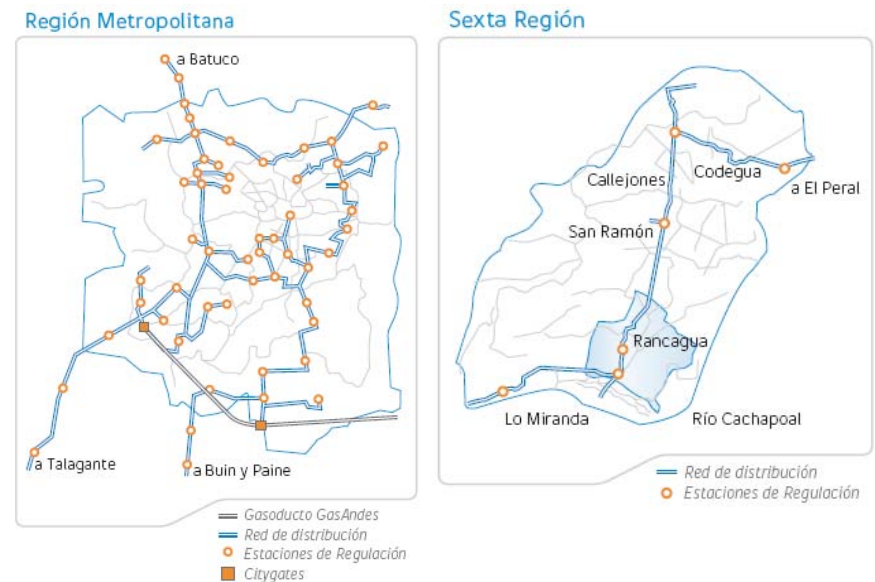 Región Metropolitana
a Batuco
a Talagante
a Buin y Paine
Gasoducto GasAndes
Red de distribución
Estaciones de Regulación
Citygates
Sexta Región
Codegua
Callejones
a El Peral
San Ramón
Rancagua
Lo Miranda
Río Cachapoal
Red de distribución
Estaciones de Regulación